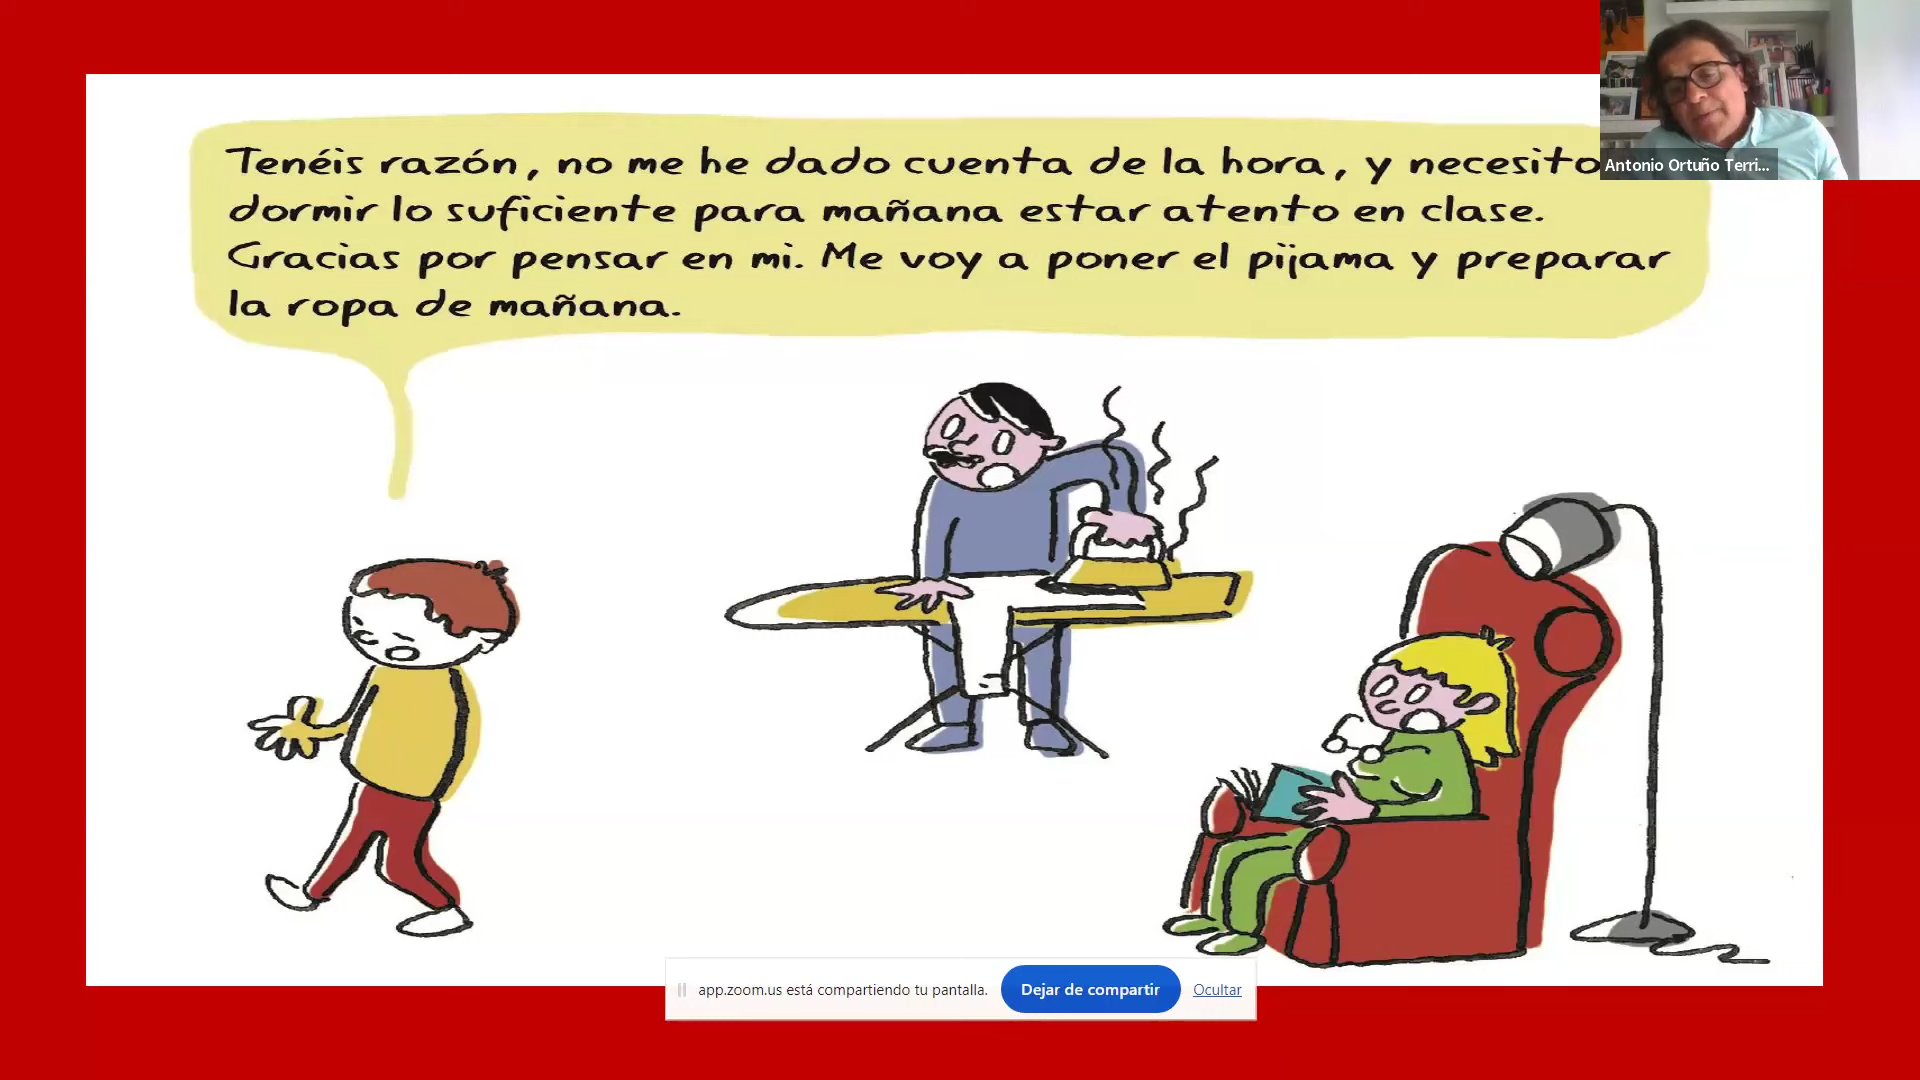 Tenéis razón, no me he dado cuenta de la hora, y necesito
dormir lo suficiente para mañana estar atento en clase.
Gracias por pensar en mi. Me voy a poner el pijama y preparar
la ropa de mañana.
Antonio Ortuño Terri...
app.zoom.us está compartiendo tu pantalla.
Dejar de compartir
Ocultar